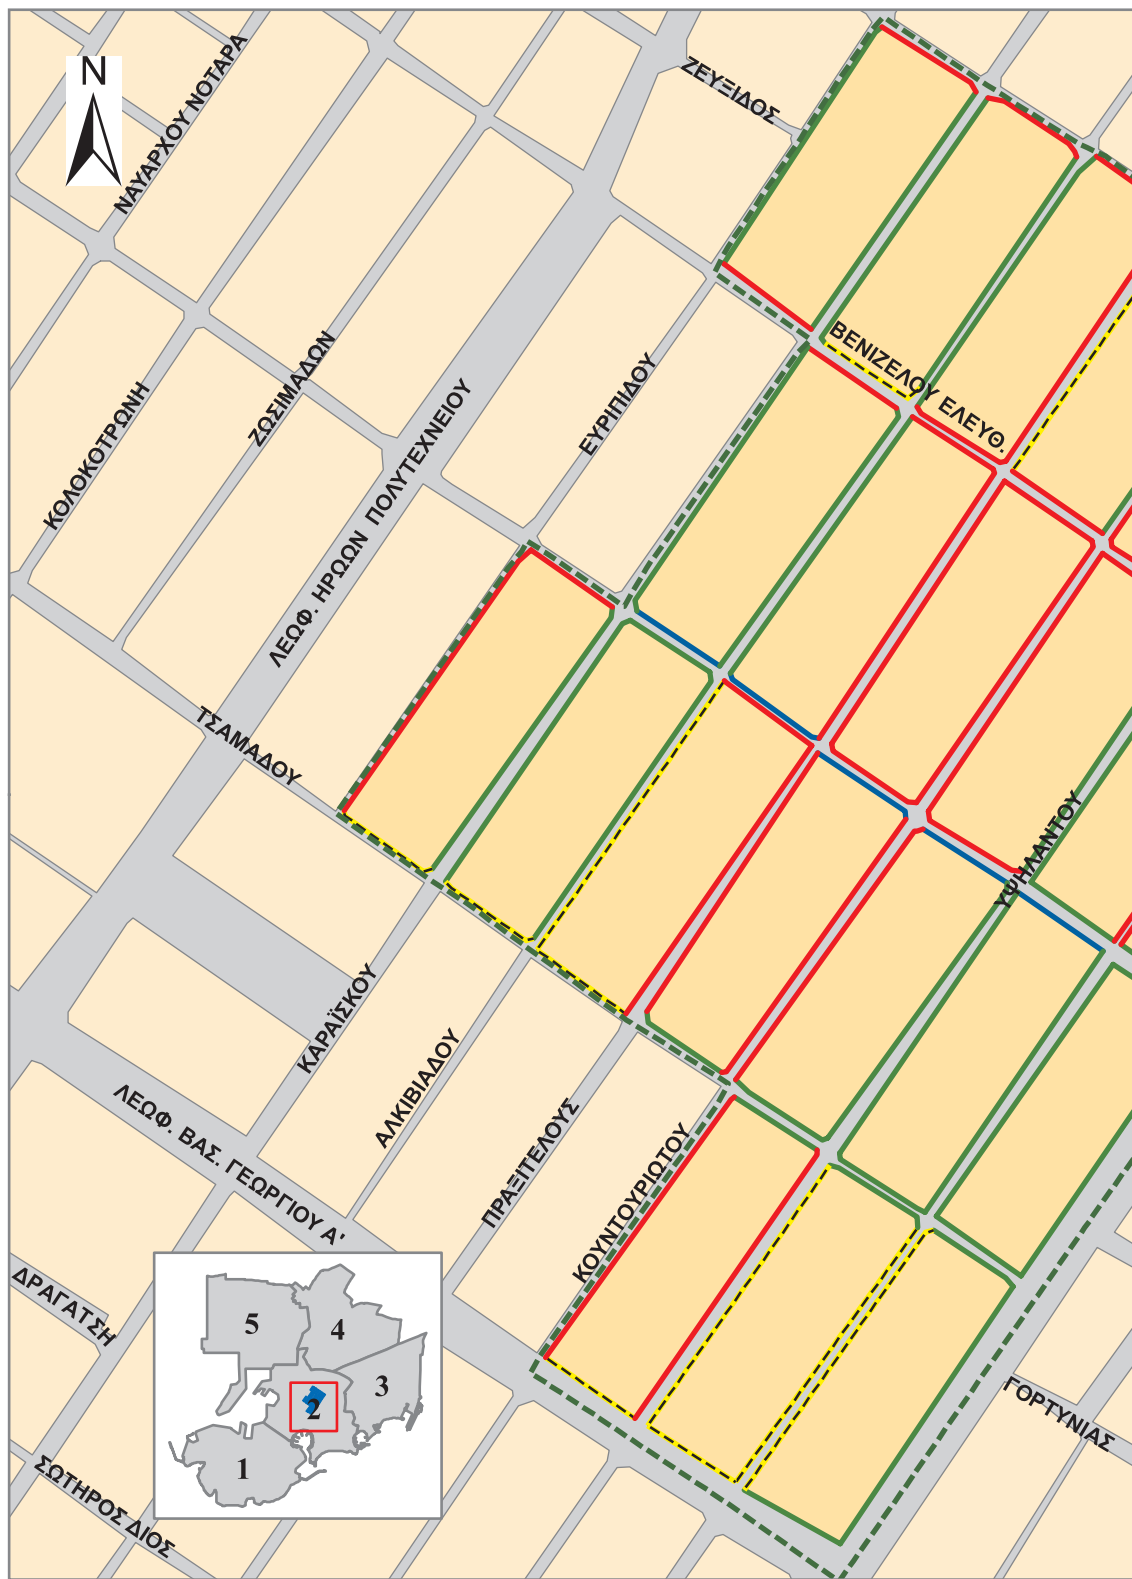 N
ΝΑΥΑΡΧΟΥ ΝΟΤΑΡΑ
ΖΕΥΞΙΔΟΣ
ΒΕΝΙΖΕΛΟΥ ΕΛΕΥΘ.
ΚΟΛΟΚΟΤΡΩΝΗ
ΖΩΣΙΜΑΔΩΝ
ΕΥΡΙΠΙΔΟΥ
ΛΕΩΦ. ΗΡΩΩΝ ΠΟΛΥΤΕΧΝΕΙΟΥ
ΤΣΑΜΑΔΟΥ
ΥΨΗΛΑΝΤΟΥ
ΚΑΡΑΪΣΚΟΥ
ΑΛΚΙΒΙΑΔΟΥ
ΠΡΑΞΙΤΕΛΟΥΣ
ΚΟΥΝΤΟΥΡΙΩΤΟΥ
ΛΕΩΦ. ΒΑΣ. ΓΕΩΡΓΙΟΥ Α'
ΔΡΑΓΑΤΣΗ
5
4
3
2
1
ΓΟΡΤΥΝΙΑΣ
ΣΩΤΗΡΟΣ ΔΙΟΣ